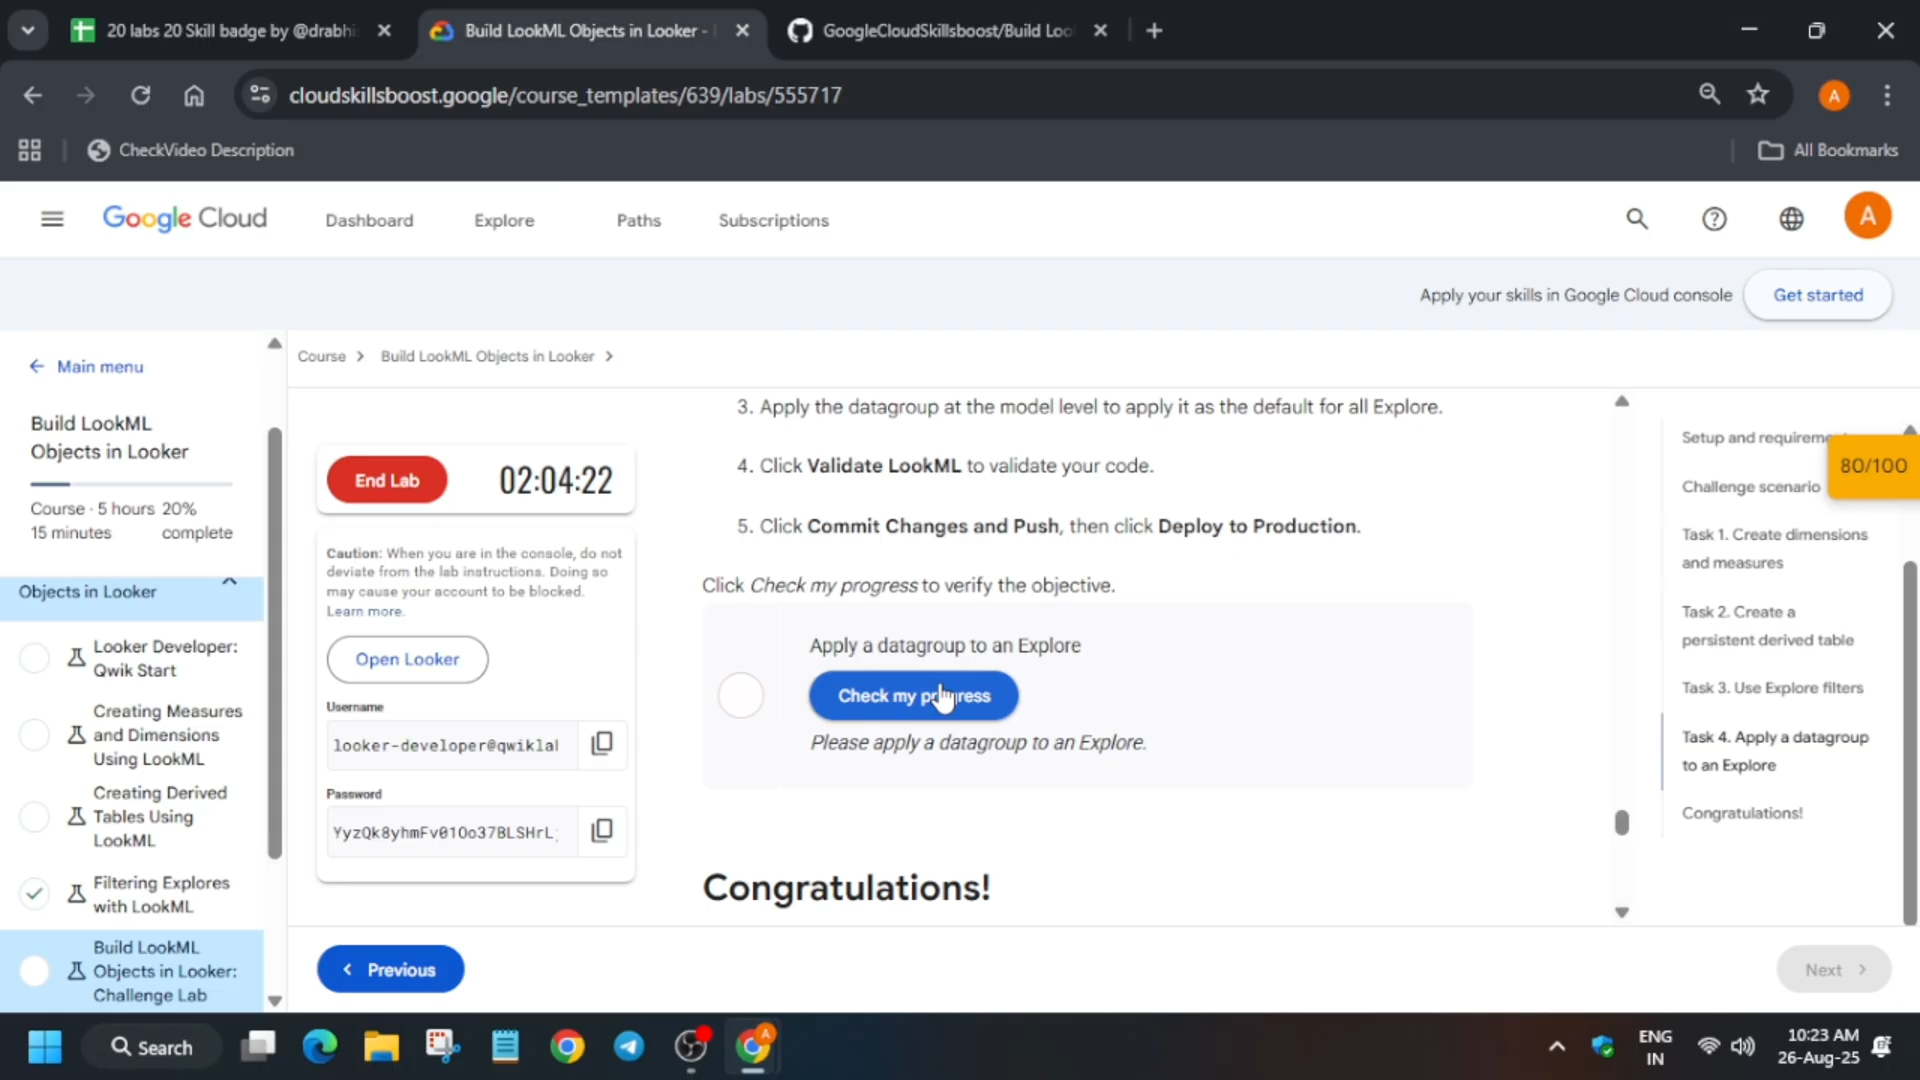 20 labs 20 Skill badge by @drabhi
Build LookML Objects in Looker -
GoogleCloudSkillsboost/Build Loo
cloudskillsboost.google/course_templates/639/labs/555717
A
CheckVideo Description
All Bookmarks
Google Cloud
Dashboard
Explore
Paths
Subscriptions
A
Apply your skills in Google Cloud console
Get started
Main menu
Build LookML
Objects in Looker
Course · 5 hours
15 minutes
20%
complete
Objects in Looker
Looker Developer:
Qwik Start
Creating Measures
and Dimensions
Using LookML
Creating Derived
Tables Using
LookML
Filtering Explores
with LookML
Build LookML
Objects in Looker:
Challenge Lab
Course
Build LookML Objects in Looker
End Lab
02:04:22
Caution: When you are in the console, do not
deviate from the lab instructions. Doing so
may cause your account to be blocked.
Learn more.
Open Looker
Username
looker-developer@qwiklal
Password
YyzQk8yhmFv01Oo37BLSHrL
3. Apply the datagroup at the model level to apply it as the default for all Explore.
4. Click Validate LookML to validate your code.
5. Click Commit Changes and Push, then click Deploy to Production.
Click Check my progress to verify the objective.
Apply a datagroup to an Explore
Check my progress
Please apply a datagroup to an Explore.
Congratulations!
Previous
Next
Setup and requireme
80/100
Challenge scenario
Task 1. Create dimensions
and measures
Task 2. Create a
persistent derived table
Task 3. Use Explore filters
Task 4. Apply a datagroup
to an Explore
Congratulations!
Search
A
ENG
IN
10:23 AM
26-Aug-25